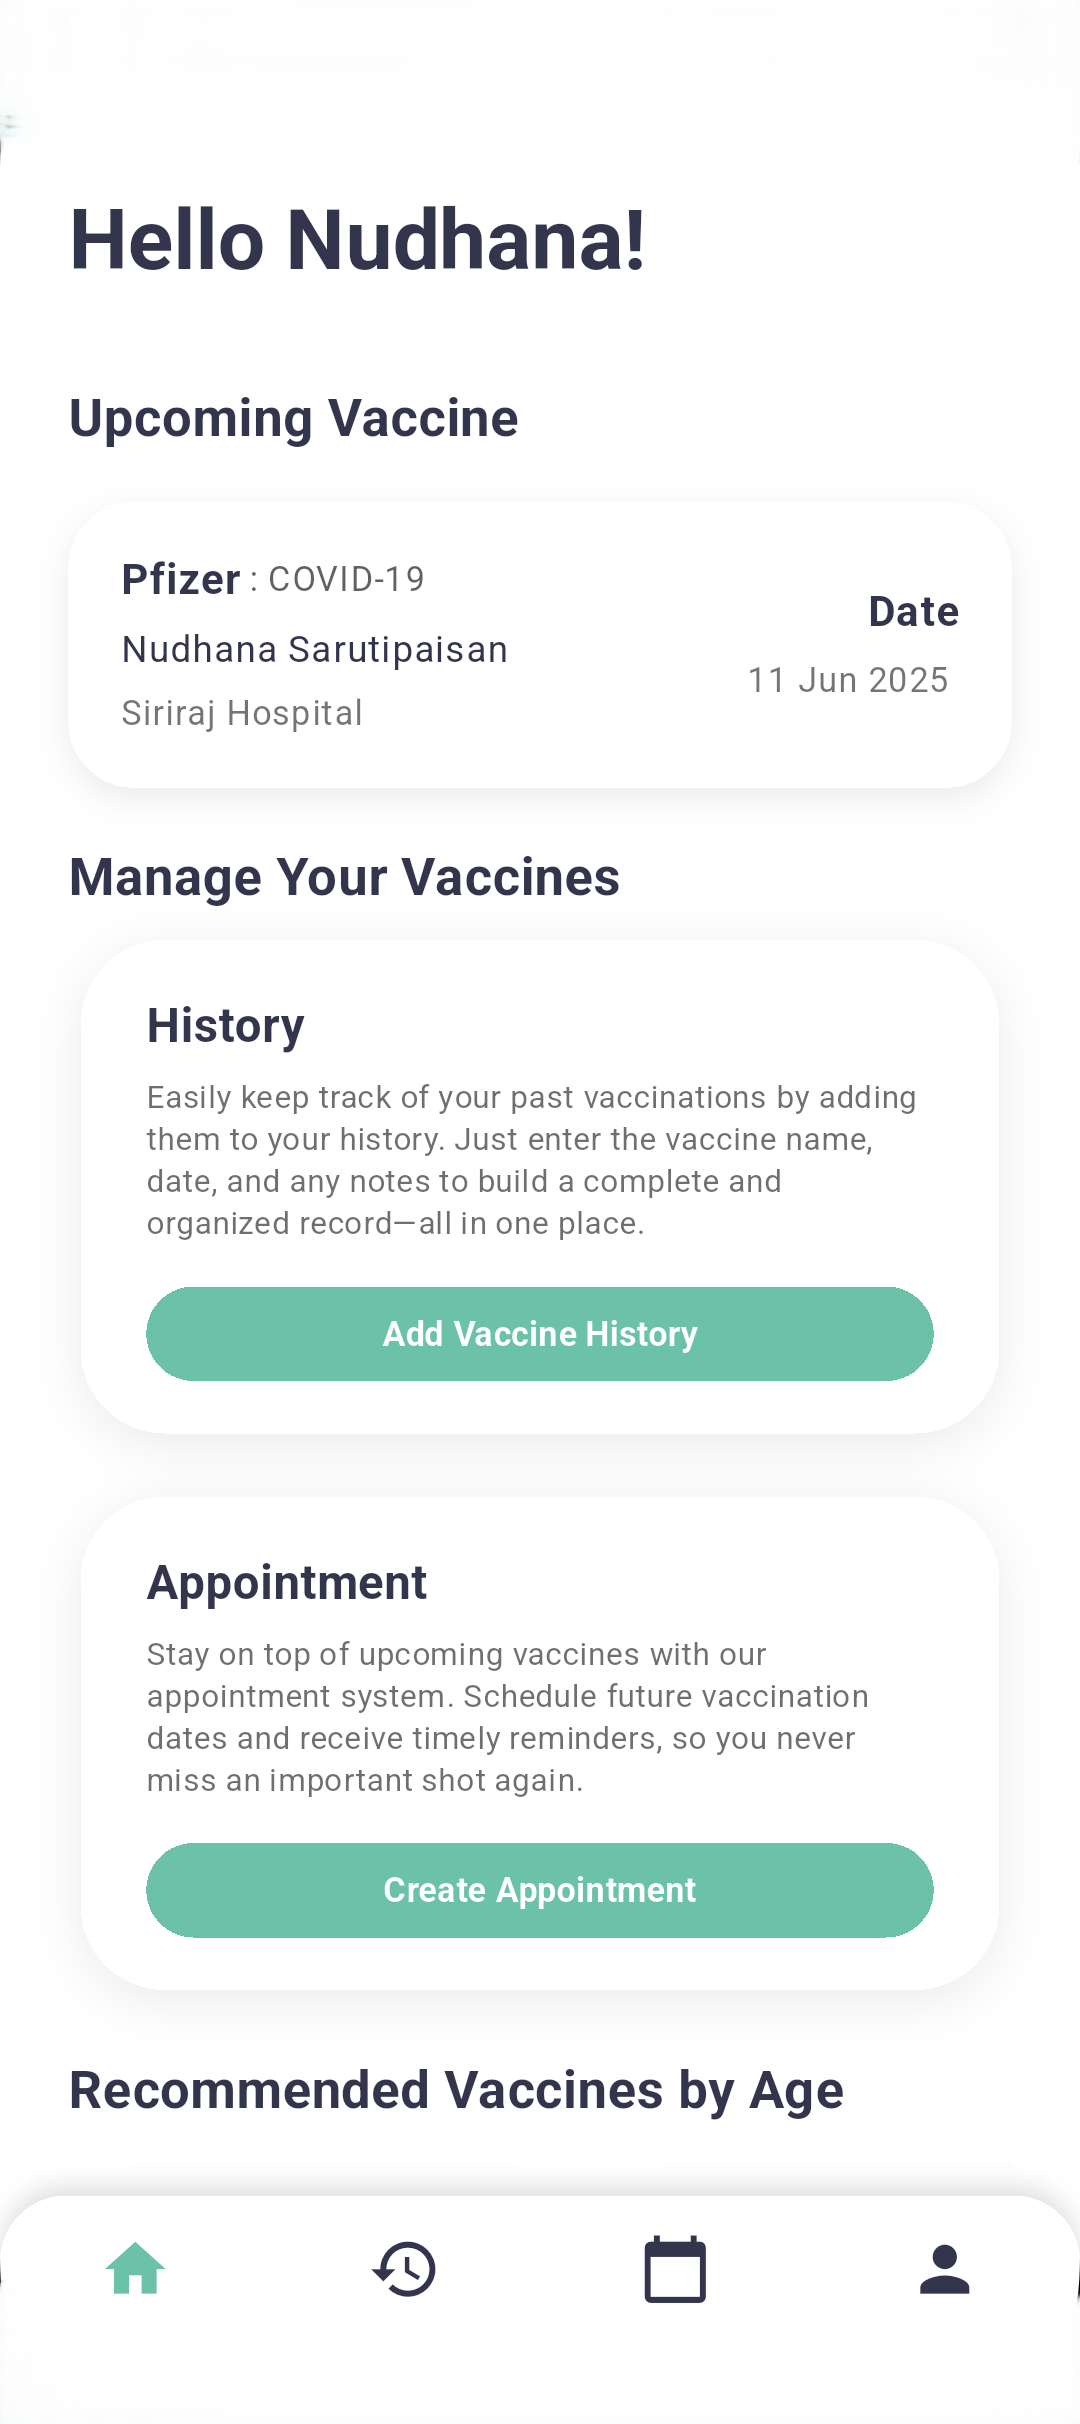 Hello Nudhana!
Upcoming Vaccine
Pfizer : COVID-19
Nudhana Sarutipaisan
Siriraj Hospital
Date
11 Jun 2025
Manage Your Vaccines
History
Easily keep track of your past vaccinations by adding
them to your history. Just enter the vaccine name,
date, and any notes to build a complete and
organized record—all in one place.
Add Vaccine History
Appointment
Stay on top of upcoming vaccines with our
appointment system. Schedule future vaccination
dates and receive timely reminders, so you never
miss an important shot again.
Create Appointment
Recommended Vaccines by Age